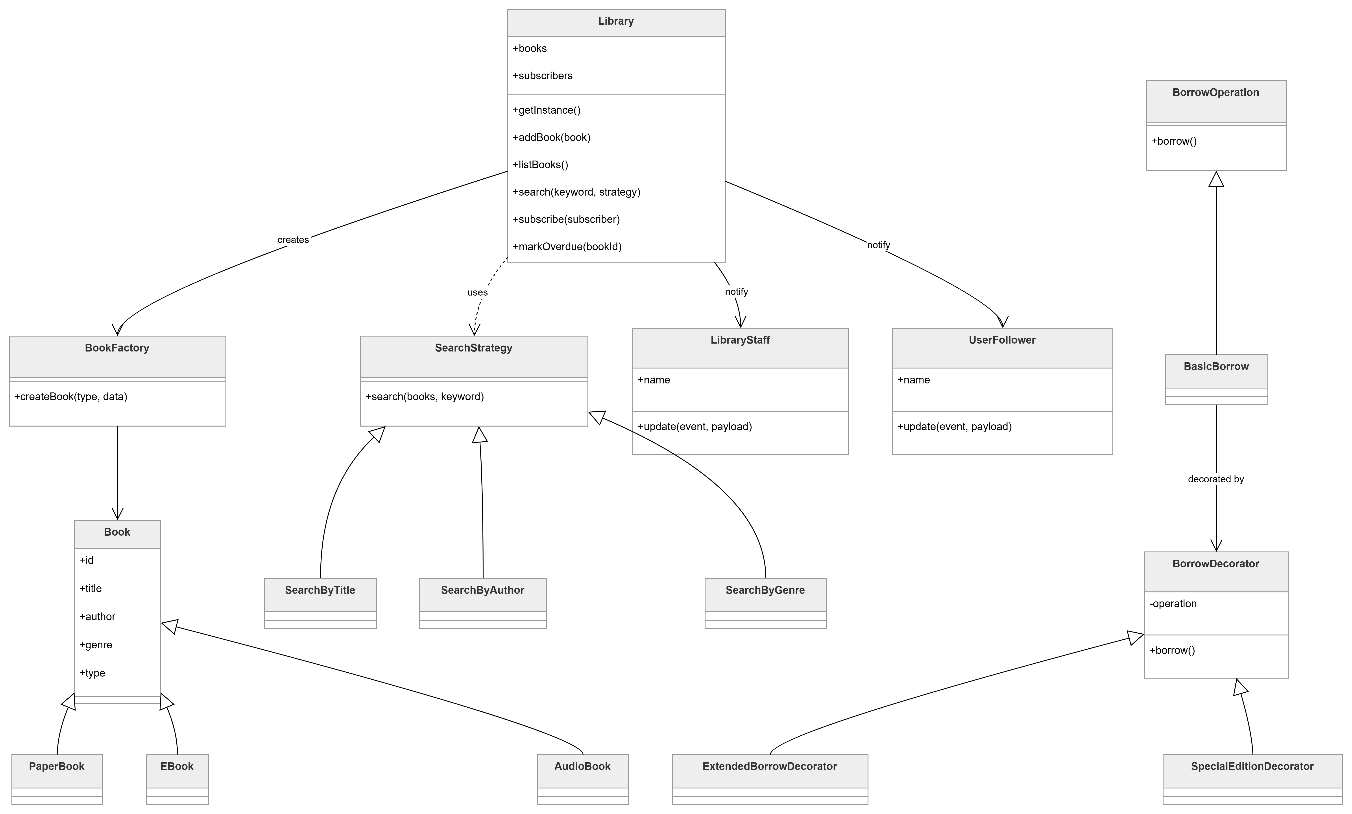 Library
+books
+subscribers
+getInstance()
+addBook(book)
+listBooks()
+search(keyword, strategy)
+subscribe(subscriber)
+markOverdue(bookId)
BorrowOperation
+borrow()
creates
uses
notify
notify
BookFactory
+createBook(type, data)
SearchStrategy
+search(books, keyword)
LibraryStaff
+name
+update(event, payload)
UserFollower
+name
+update(event, payload)
BasicBorrow
decorated by
Book
+id
+title
+author
+genre
+type
SearchByTitle
SearchByAuthor
SearchByGenre
BorrowDecorator
-operation
+borrow()
PaperBook
EBook
AudioBook
ExtendedBorrowDecorator
SpecialEditionDecorator